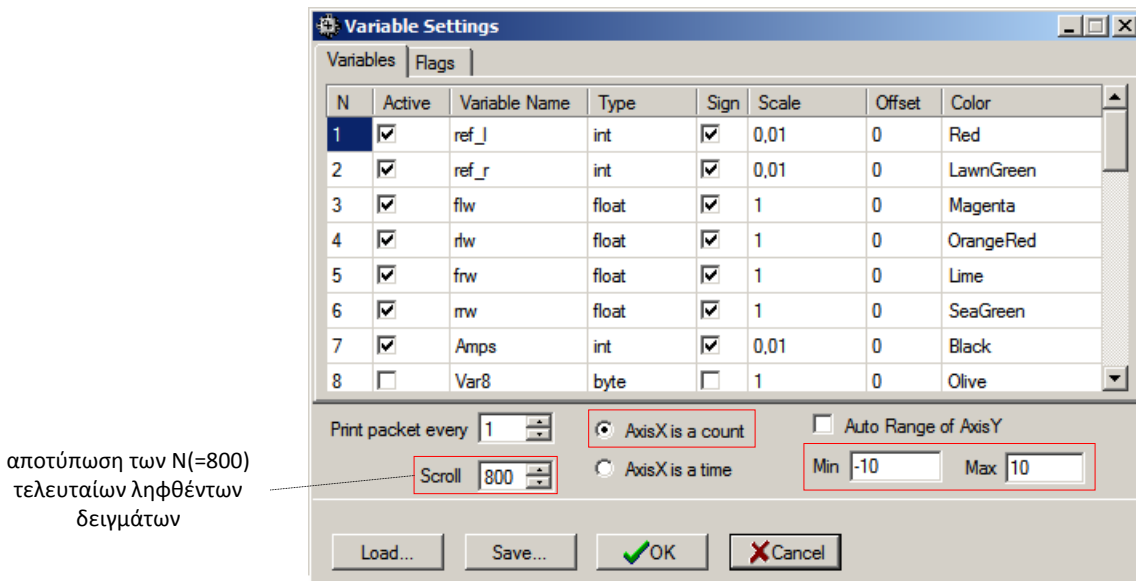 Variable Settings
Variables Flags
N Active Variable Name Type Sign Scale Offset Color
1 ref_l int 0,01 0 Red
2 ref_r int 0,01 0 LawnGreen
3 flw float 1 0 Magenta
4 rlw float 1 0 OrangeRed
5 frw float 1 0 Lime
6 rrw float 1 0 SeaGreen
7 Amps int 0,01 0 Black
8 Var8 byte 1 0 Olive
Print packet every 1 AxisX is a count Auto Range of AxisY
Scroll 800 AxisX is a time Min -10 Max 10
αποτύπωση των N(=800)
τελευταίων ληφθέντων
δειγμάτων
Load... Save... OK Cancel